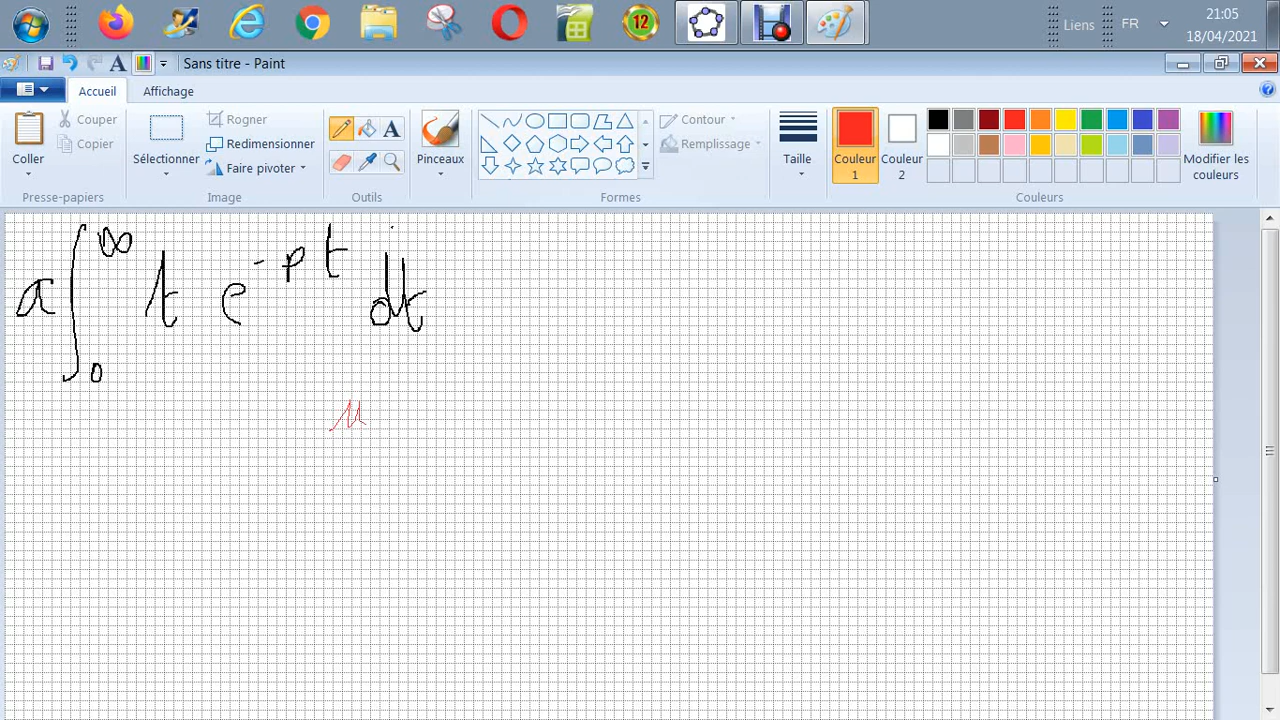 12
Liens
FR
21:05
18/04/2021
Sans titre - Paint
Accueil
Affichage
Coller
Couper
Copier
Presse-papiers
Sélectionner
Rogner
Redimensionner
Faire pivoter
Image
A
Outils
Pinceaux
Contour
Remplissage
Formes
Taille
Couleur 1
Couleur 2
Modifier les couleurs
Couleurs
a∫₀^∞ t e^{-pt} dt
u